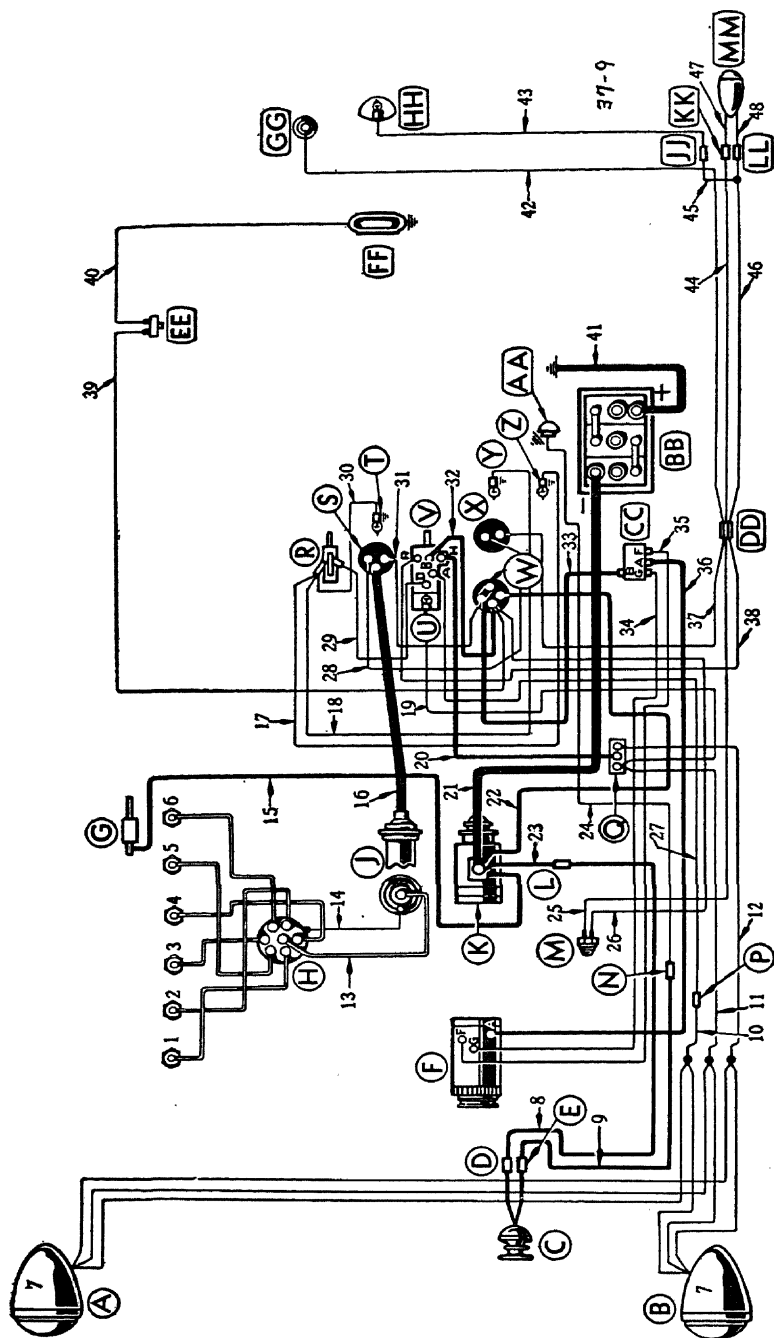 7
A
7
B
C
D
E
8
9
F
F
G
A
1
2
3
4
5
6
G
H
13
14
15
J
16
K
L
M
N
P
Q
10
11
12
17
18
19
20
21
22
23
24
25
26
27
28
29
30
31
32
33
34
35
36
37
38
R
S
T
U
V
W
X
Y
Z
AA
BB
+
−
CC
B
G
A
F
DD
39
40
EE
FF
41
42
43
44
45
46
GG
HH
JJ
KK
LL
MM
47
48
37-9
R
D
B
A
H